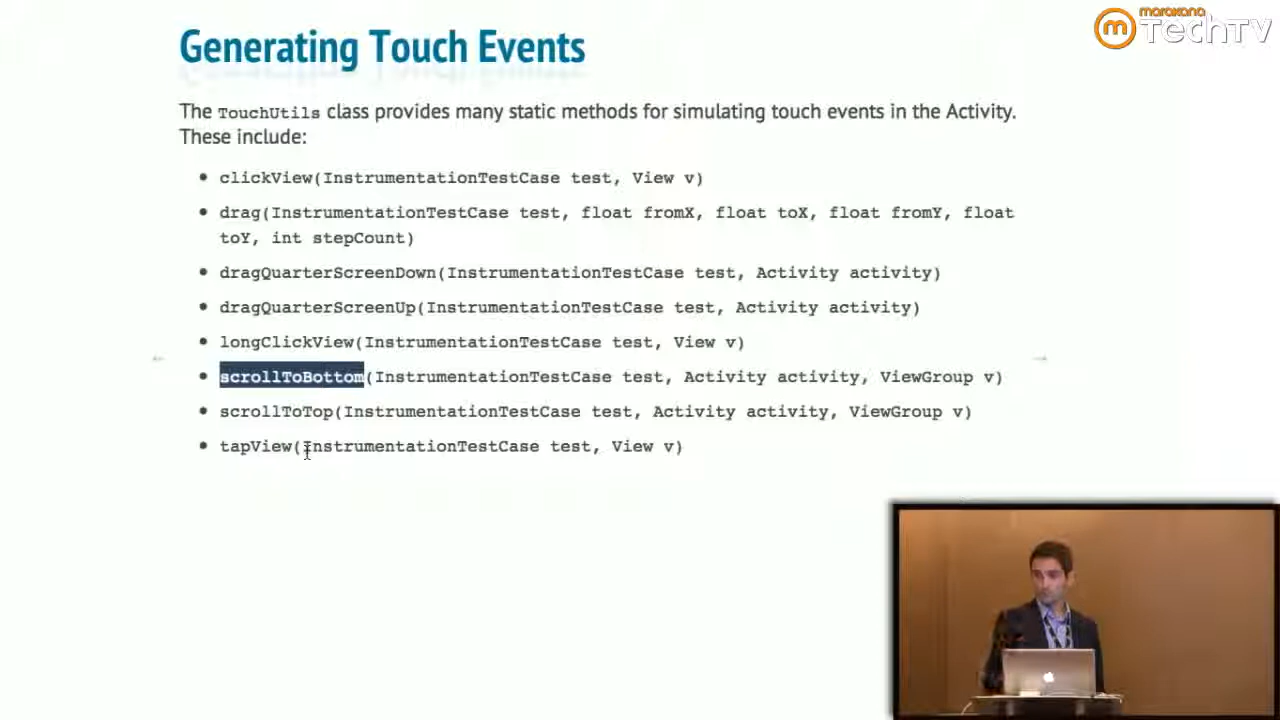 marakana
TechTV
Generating Touch Events
The TouchUtils class provides many static methods for simulating touch events in the Activity.
These include:
• clickView(InstrumentationTestCase test, View v)
• drag(InstrumentationTestCase test, float fromX, float toX, float fromY, float
toY, int stepCount)
• dragQuarterScreenDown(InstrumentationTestCase test, Activity activity)
• dragQuarterScreenUp(InstrumentationTestCase test, Activity activity)
• longClickView(InstrumentationTestCase test, View v)
• scrollToBottom(InstrumentationTestCase test, Activity activity, ViewGroup v)
• scrollToTop(InstrumentationTestCase test, Activity activity, ViewGroup v)
• tapView(InstrumentationTestCase test, View v)